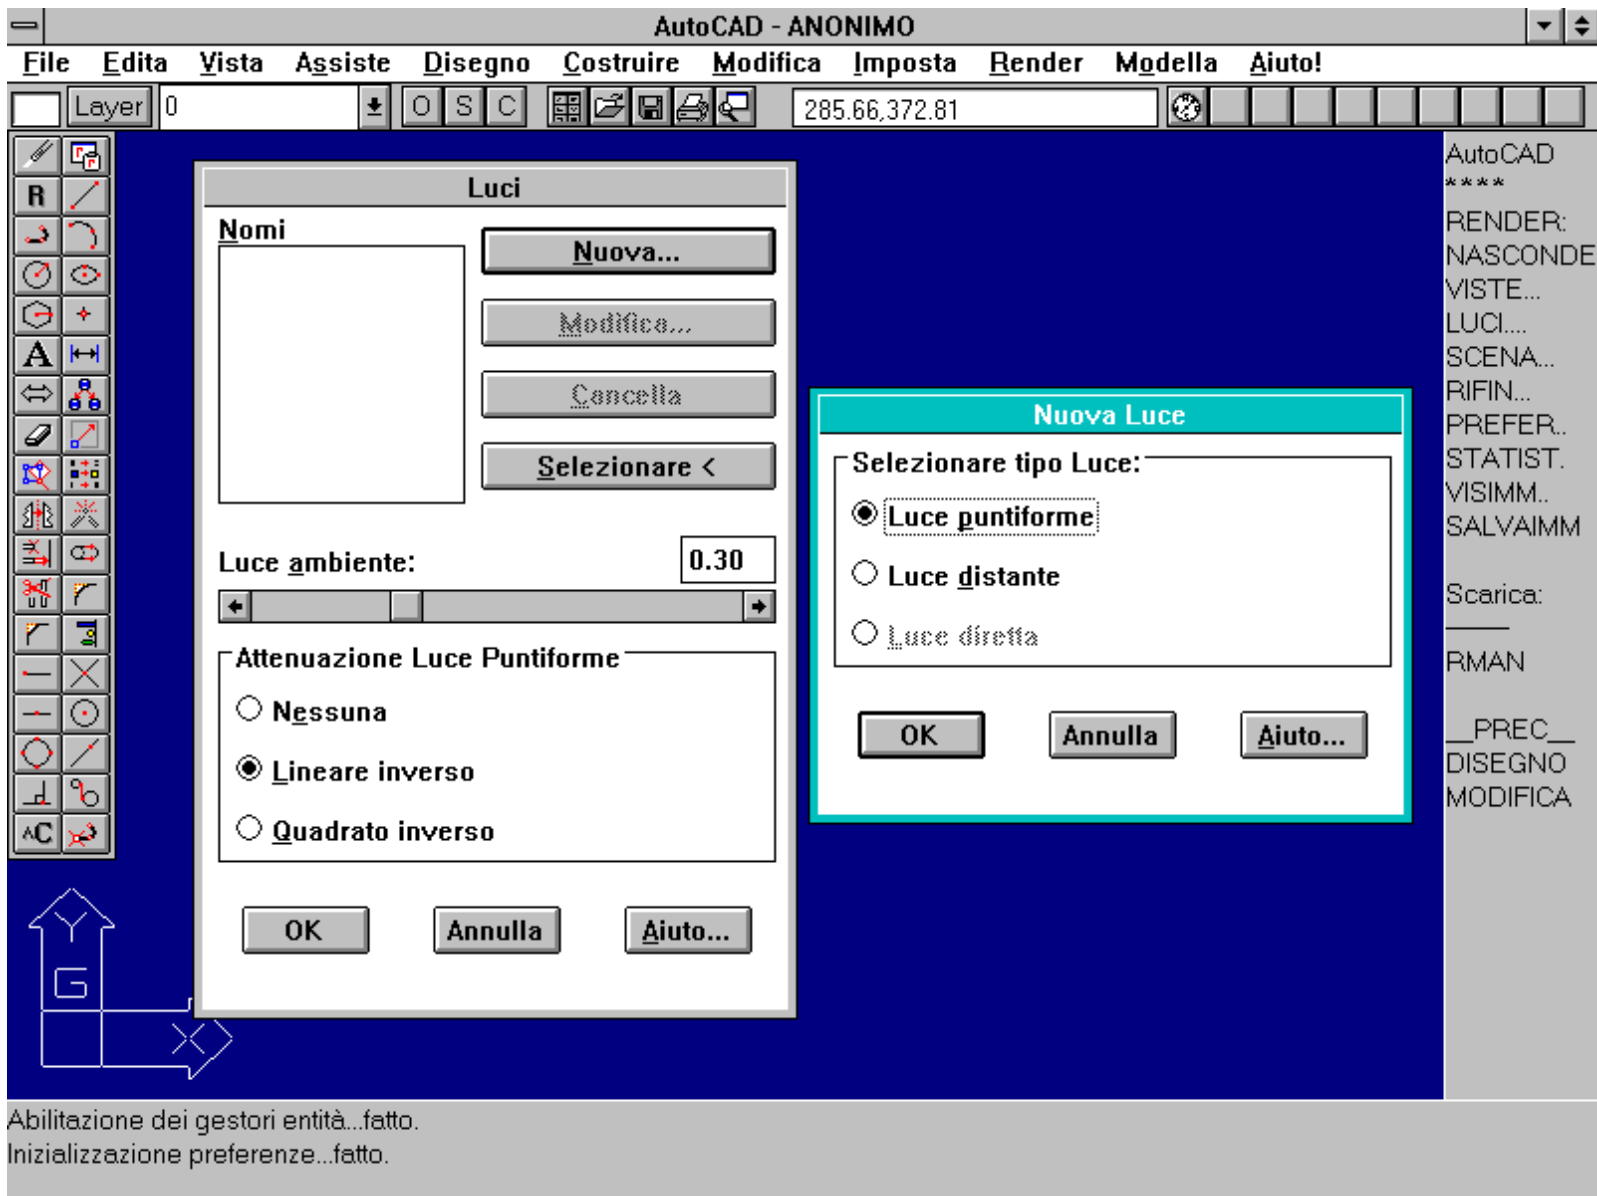 AutoCAD - ANONIMO
File Edita Vista Assiste Disegno Costruire Modifica Imposta Render Modella Aiuto!
Layer 0 O S C 285.66,372.81
R
A
AC
Luci
Nomi
Nuova...
Modifica...
Cancella
Selezionare <
Luce ambiente: 0.30
Attenuazione Luce Puntiforme
Nessuna
Lineare inverso
Quadrato inverso
OK Annulla Aiuto...
Nuova Luce
Selezionare tipo Luce:
Luce puntiforme
Luce distante
Luce diretta
OK Annulla Aiuto...
AutoCAD
****
RENDER:
NASCONDE
VISTE...
LUCI....
SCENA...
RIFIN...
PREFER..
STATIST.
VISIMM..
SALVAIMM
Scarica:
RMAN
__PREC__
DISEGNO
MODIFICA
Y
G
X
Abilitazione dei gestori entità...fatto.
Inizializzazione preferenze...fatto.